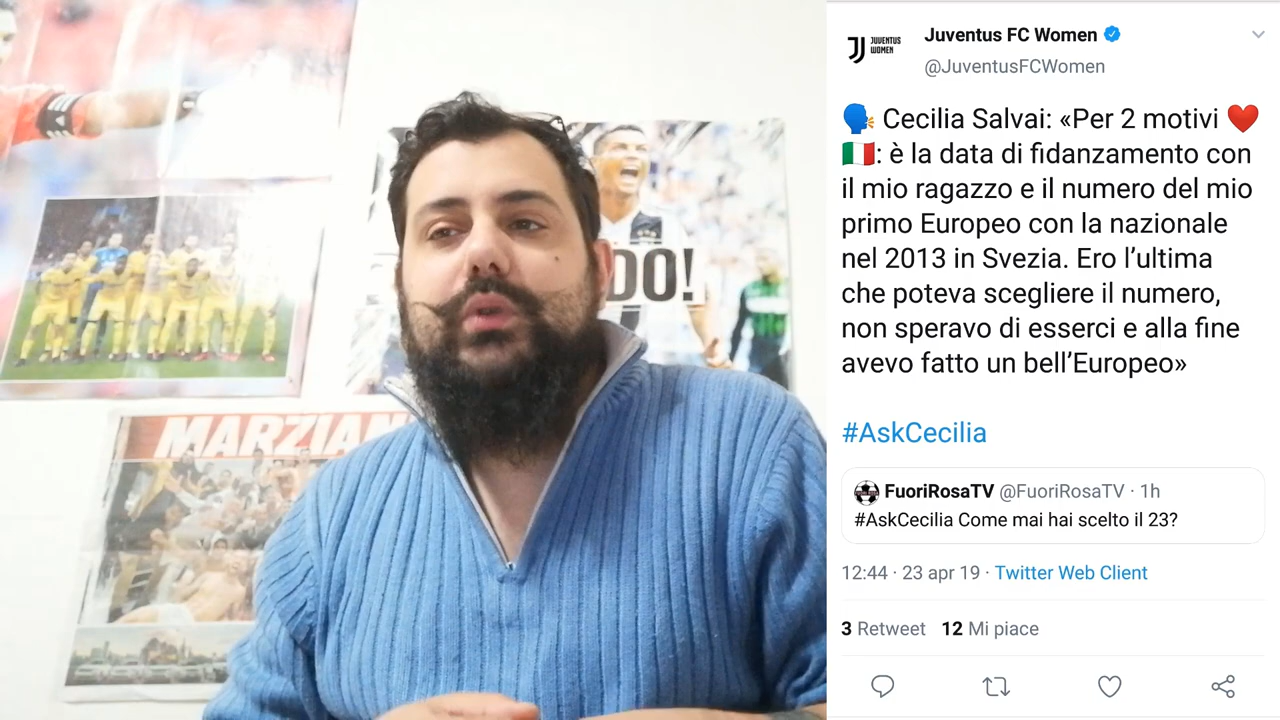 MARZIAN
DO!
JUVENTUS
WOMEN
Juventus FC Women
@JuventusFCWomen
🗣 Cecilia Salvai: «Per 2 motivi ❤️
🇮🇹: è la data di fidanzamento con
il mio ragazzo e il numero del mio
primo Europeo con la nazionale
nel 2013 in Svezia. Ero l’ultima
che poteva scegliere il numero,
non speravo di esserci e alla fine
avevo fatto un bell’Europeo»
#AskCecilia
FuoriRosaTV @FuoriRosaTV · 1h
#AskCecilia Come mai hai scelto il 23?
12:44 · 23 apr 19 · Twitter Web Client
3 Retweet 12 Mi piace